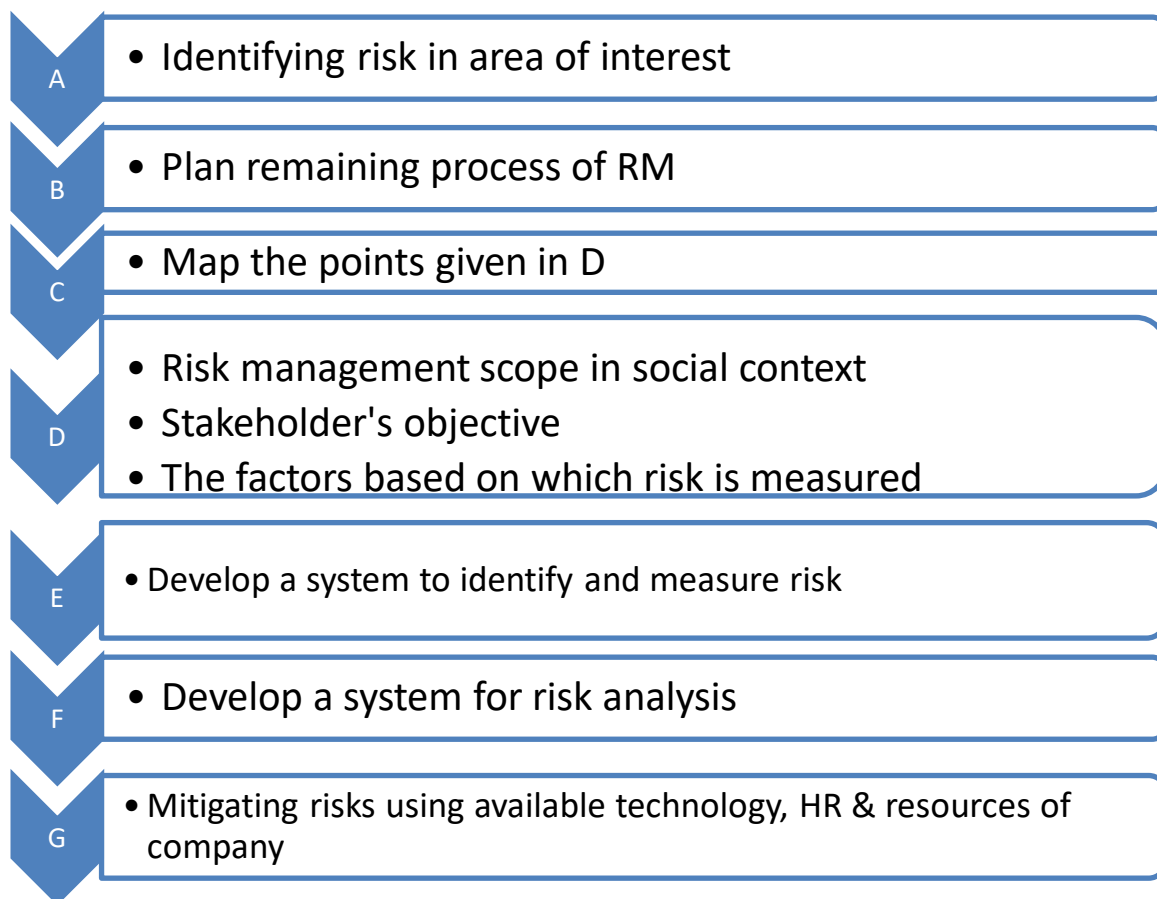 A
• Identifying risk in area of interest
B
• Plan remaining process of RM
C
• Map the points given in D
D
• Risk management scope in social context
• Stakeholder's objective
• The factors based on which risk is measured
E
• Develop a system to identify and measure risk
F
• Develop a system for risk analysis
G
• Mitigating risks using available technology, HR & resources of
company